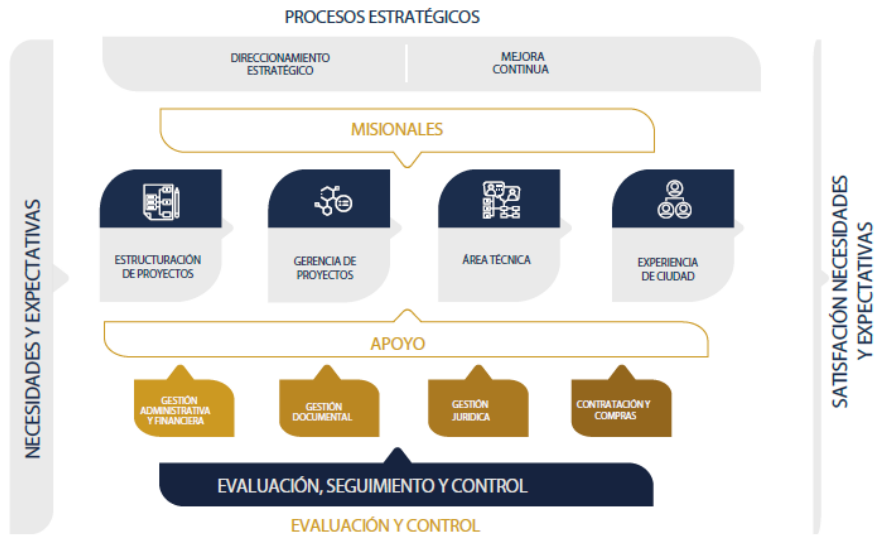 PROCESOS ESTRATÉGICOS
DIRECCIONAMIENTO
ESTRATÉGICO
MEJORA
CONTINUA
MISIONALES
NECESIDADES Y EXPECTATIVAS
ESTRUCTURACIÓN
DE PROYECTOS
GERENCIA DE
PROYECTOS
ÁREA TÉCNICA
EXPERIENCIA
DE CIUDAD
SATISFACIÓN NECESIDADES
Y EXPECTATIVAS
APOYO
GESTIÓN
ADMINISTRATIVA
Y FINANCIERA
GESTIÓN
DOCUMENTAL
GESTIÓN
JURIDICA
CONTRATACIÓN Y
COMPRAS
EVALUACIÓN, SEGUIMIENTO Y CONTROL
EVALUACIÓN Y CONTROL